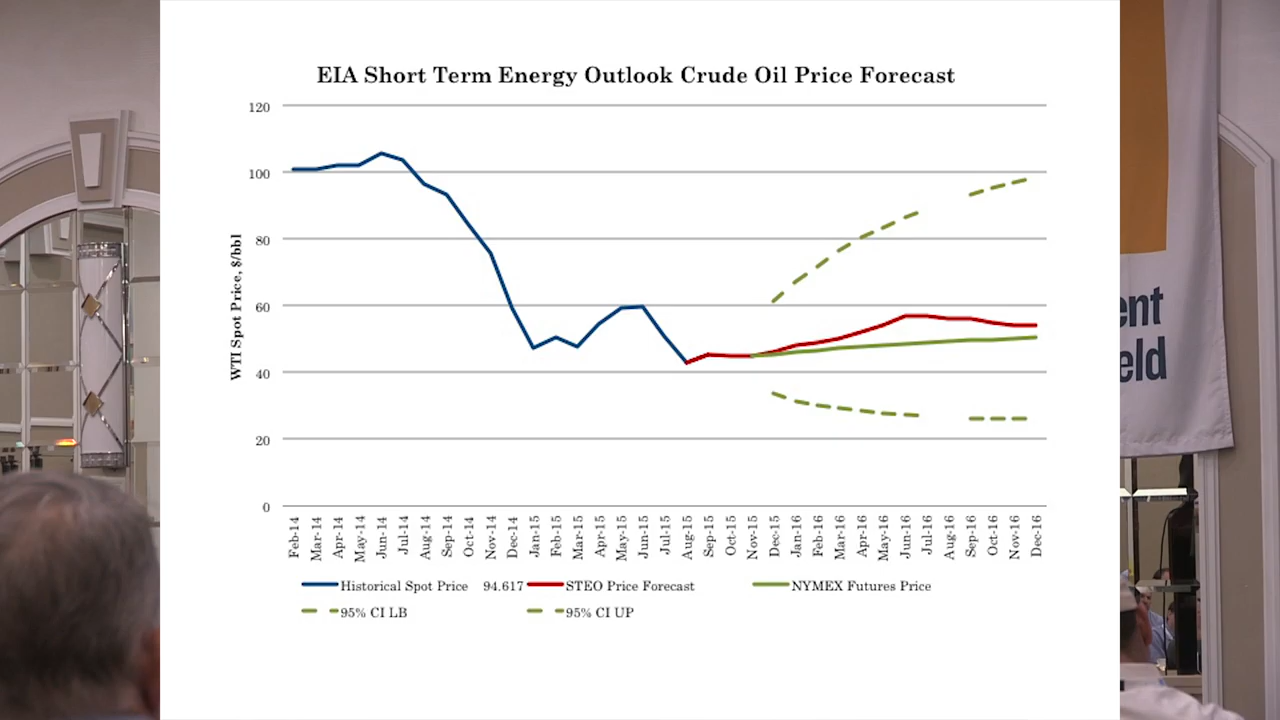 EIA Short Term Energy Outlook Crude Oil Price Forecast
WTI Spot Price, $/bbl
120
100
80
60
40
20
0
Feb-14 Mar-14 Apr-14 May-14 Jun-14 Jul-14 Aug-14 Sep-14 Oct-14 Nov-14 Dec-14 Jan-15 Feb-15 Mar-15 Apr-15 May-15 Jun-15 Jul-15 Aug-15 Sep-15 Oct-15 Nov-15 Dec-15 Jan-16 Feb-16 Mar-16 Apr-16 May-16 Jun-16 Jul-16 Aug-16 Sep-16 Oct-16 Nov-16 Dec-16
Historical Spot Price 94.617 STEO Price Forecast NYMEX Futures Price
95% CI LB 95% CI UP
ent
eld